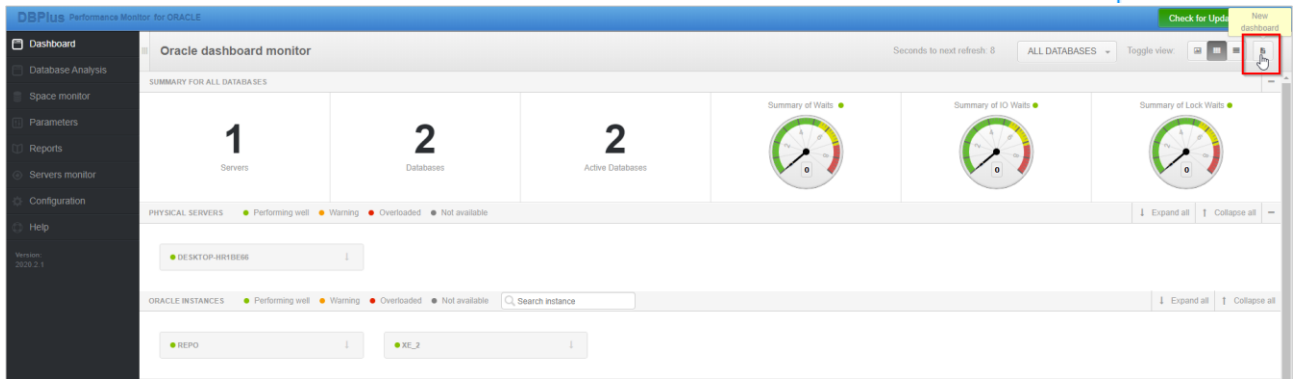 DBPlus Performance Monitor for ORACLE
Check for Upda
New
dashboard
Dashboard
Database Analysis
Space monitor
Parameters
Reports
Servers monitor
Configuration
Help
Version:
2020.2.1
Oracle dashboard monitor
Seconds to next refresh: 8
ALL DATABASES
Toggle view:
SUMMARY FOR ALL DATABASES
1
Servers
2
Databases
2
Active Databases
Summary of Waits
0
Summary of IO Waits
0
Summary of Lock Waits
0
PHYSICAL SERVERS Performing well Warning Overloaded Not available
Expand all Collapse all
DESKTOP-HR1BE66
ORACLE INSTANCES Performing well Warning Overloaded Not available Search instance
Expand all Collapse all
REPO
XE_2